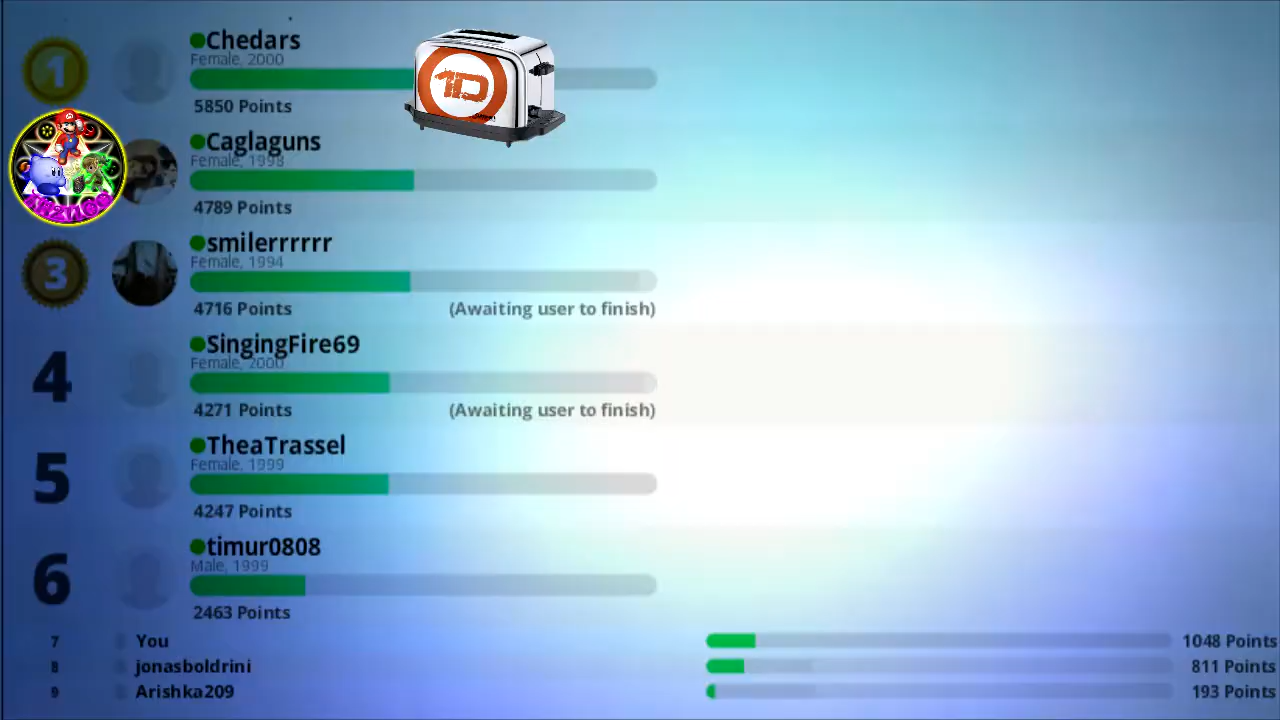 1
Chedars
Female, 2000
5850 Points
1D
Caglaguns
Female, 1998
4789 Points
3
smilerrrrrr
Female, 1994
4716 Points (Awaiting user to finish)
4
SingingFire69
Female, 2000
4271 Points (Awaiting user to finish)
5
TheaTrassel
Female, 1999
4247 Points
6
timur0808
Male, 1999
2463 Points
7 You 1048 Points
8 jonasboldrini 811 Points
9 Arishka209 193 Points